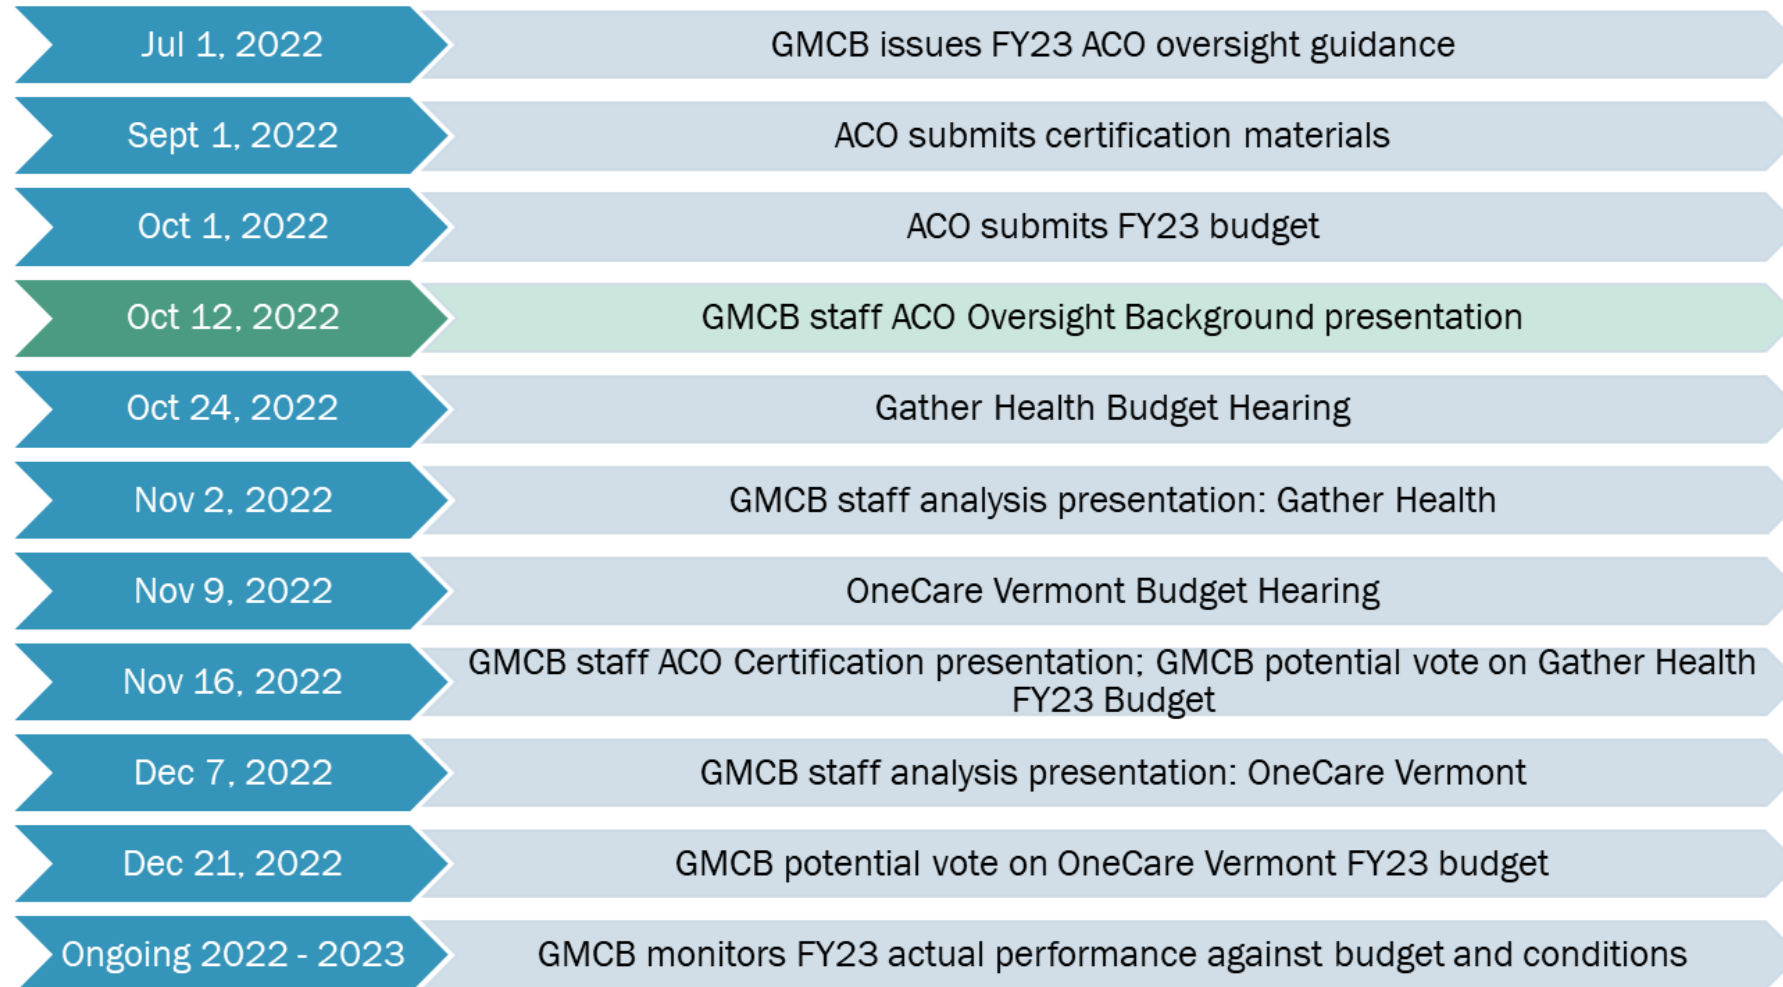 Jul 1, 2022
GMCB issues FY23 ACO oversight guidance
Sept 1, 2022
ACO submits certification materials
Oct 1, 2022
ACO submits FY23 budget
Oct 12, 2022
GMCB staff ACO Oversight Background presentation
Oct 24, 2022
Gather Health Budget Hearing
Nov 2, 2022
GMCB staff analysis presentation: Gather Health
Nov 9, 2022
OneCare Vermont Budget Hearing
Nov 16, 2022
GMCB staff ACO Certification presentation; GMCB potential vote on Gather Health
FY23 Budget
Dec 7, 2022
GMCB staff analysis presentation: OneCare Vermont
Dec 21, 2022
GMCB potential vote on OneCare Vermont FY23 budget
Ongoing 2022 - 2023
GMCB monitors FY23 actual performance against budget and conditions